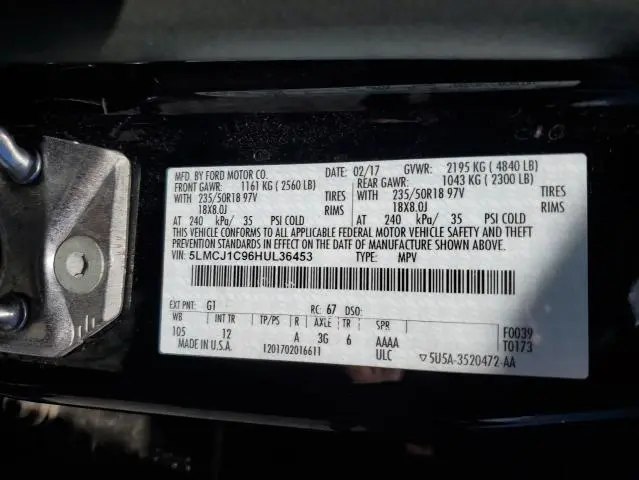 MFD. BY FORD MOTOR CO. DATE: 02/17 GVWR: 2195 KG ( 4840 LB)
FRONT GAWR: 1161 KG ( 2560 LB) REAR GAWR: 1043 KG ( 2300 LB)
WITH 235/50R18 97V TIRES WITH 235/50R18 97V TIRES
18X8.0J RIMS 18X8.0J RIMS
AT 240 kPa/ 35 PSI COLD AT 240 kPa/ 35 PSI COLD
THIS VEHICLE CONFORMS TO ALL APPLICABLE FEDERAL MOTOR VEHICLE SAFETY AND THEFT
PREVENTION STANDARDS IN EFFECT ON THE DATE OF MANUFACTURE SHOWN ABOVE.
VIN: 5LMCJ1C96HUL36453 TYPE: MPV
EXT PNT: G1 RC: 67 DSO:
WB INT TR TP/PS R AXLE TR SPR
105 12 A 3G 6 AAAA F0039
MADE IN U.S.A. 1201702016611 ULC T0173
▽5U5A-3520472-AA